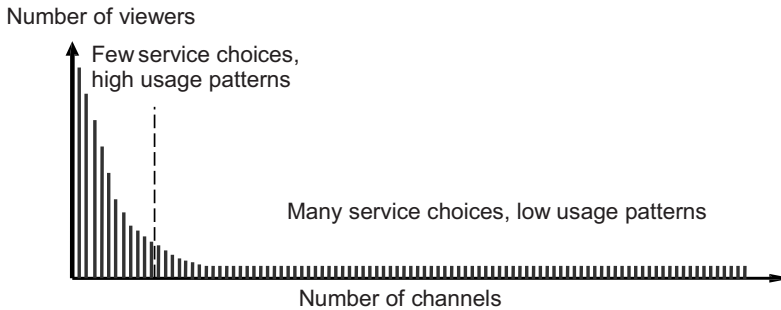 Number of viewers
Few service choices,
high usage patterns
Many service choices, low usage patterns
Number of channels